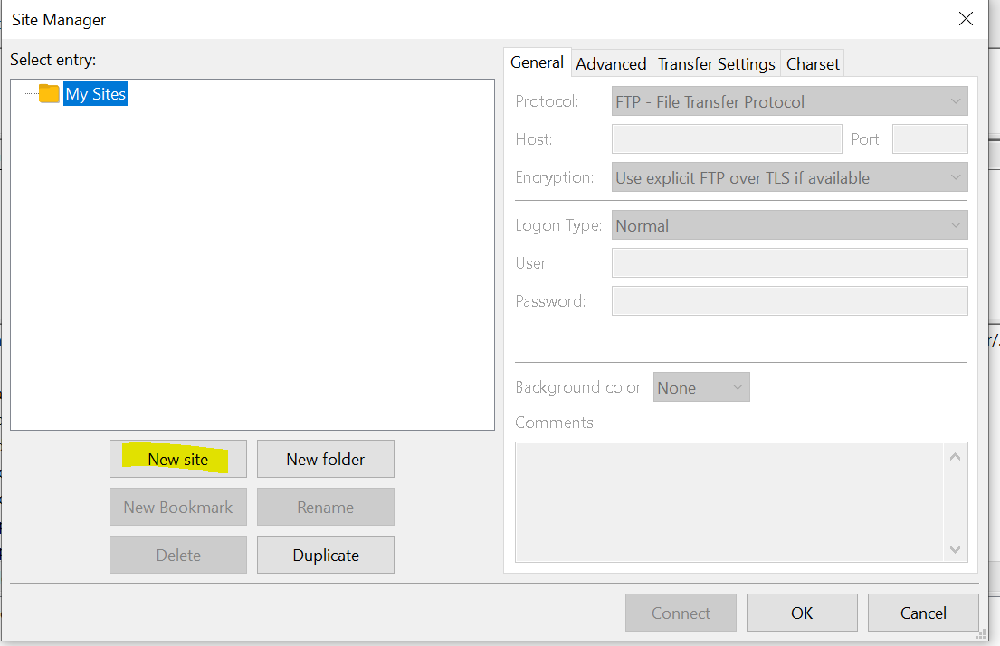 Site Manager
Select entry:
My Sites
New site
New folder
New Bookmark
Rename
Delete
Duplicate
General
Advanced
Transfer Settings
Charset
Protocol:
FTP - File Transfer Protocol
Host:
Port:
Encryption:
Use explicit FTP over TLS if available
Logon Type:
Normal
User:
Password:
Background color:
None
Comments:
Connect
OK
Cancel